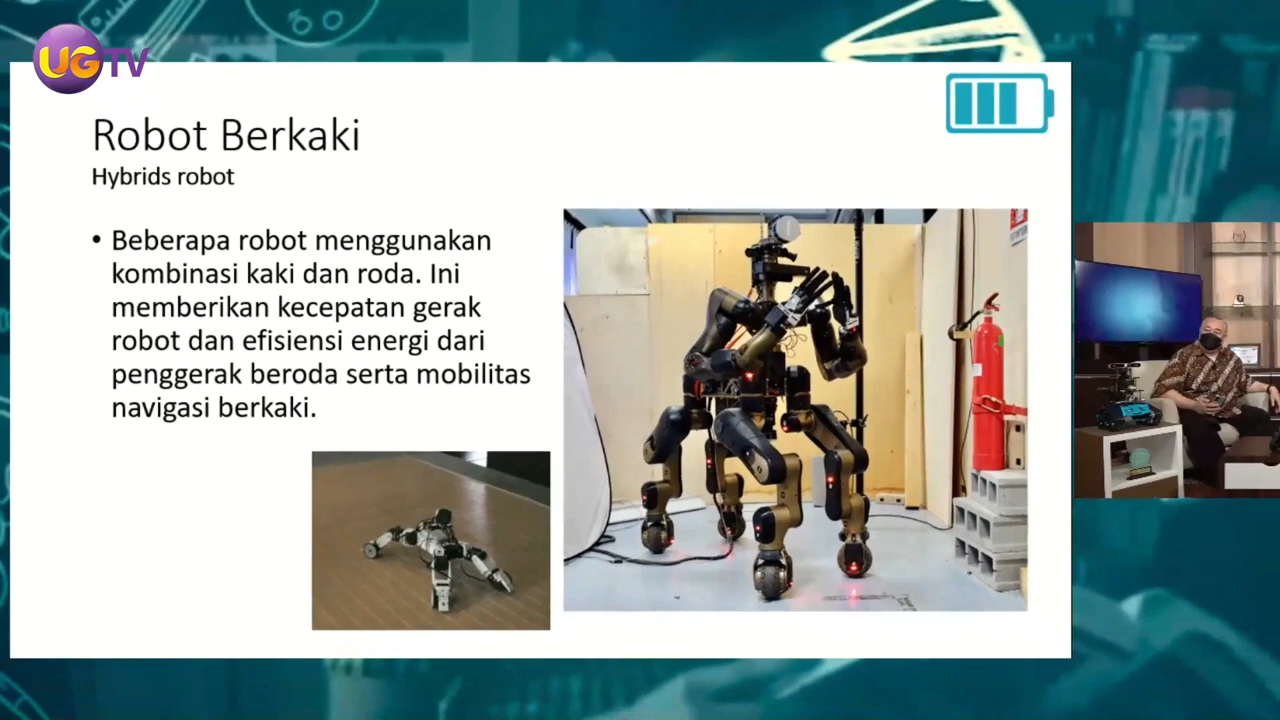 UGTV
Robot Berkaki
Hybrids robot
• Beberapa robot menggunakan
kombinasi kaki dan roda. Ini
memberikan kecepatan gerak
robot dan efisiensi energi dari
penggerak beroda serta mobilitas
navigasi berkaki.